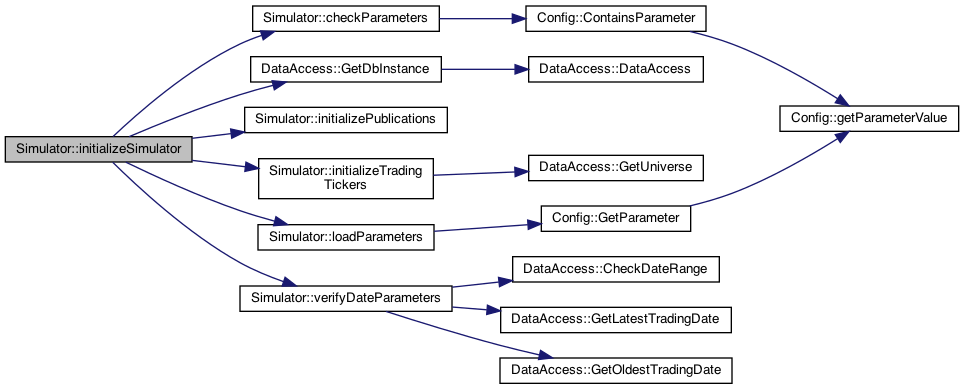 Simulator::initializeSimulator
Simulator::checkParameters
Config::ContainsParameter
DataAccess::GetDbInstance
DataAccess::DataAccess
Simulator::initializePublications
Config::getParameterValue
Simulator::initializeTrading
Tickers
DataAccess::GetUniverse
Simulator::loadParameters
Config::GetParameter
Simulator::verifyDateParameters
DataAccess::CheckDateRange
DataAccess::GetLatestTradingDate
DataAccess::GetOldestTradingDate